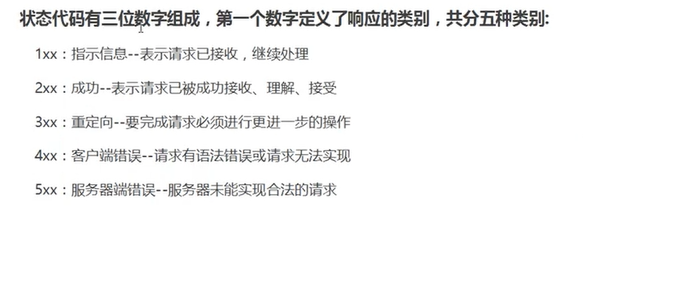 状态代码有三位数字组成，第一个数字定义了响应的类别，共分五种类别:
1xx：指示信息--表示请求已接收，继续处理
2xx：成功--表示请求已被成功接收、理解、接受
3xx：重定向--要完成请求必须进行更进一步的操作
4xx：客户端错误--请求有语法错误或请求无法实现
5xx：服务器端错误--服务器未能实现合法的请求